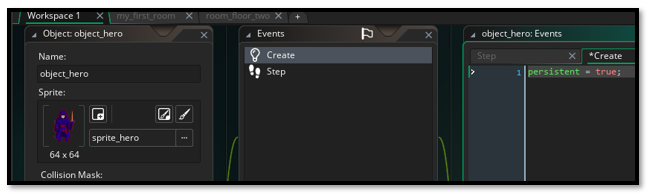 Workspace 1 my_first_room room_floor_two +
Object: object_hero
Name:
object_hero
Sprite:
sprite_hero ...
64 x 64
Collision Mask:
Events
Create
Step
object_hero: Events
Step *Create
1 persistent = true;